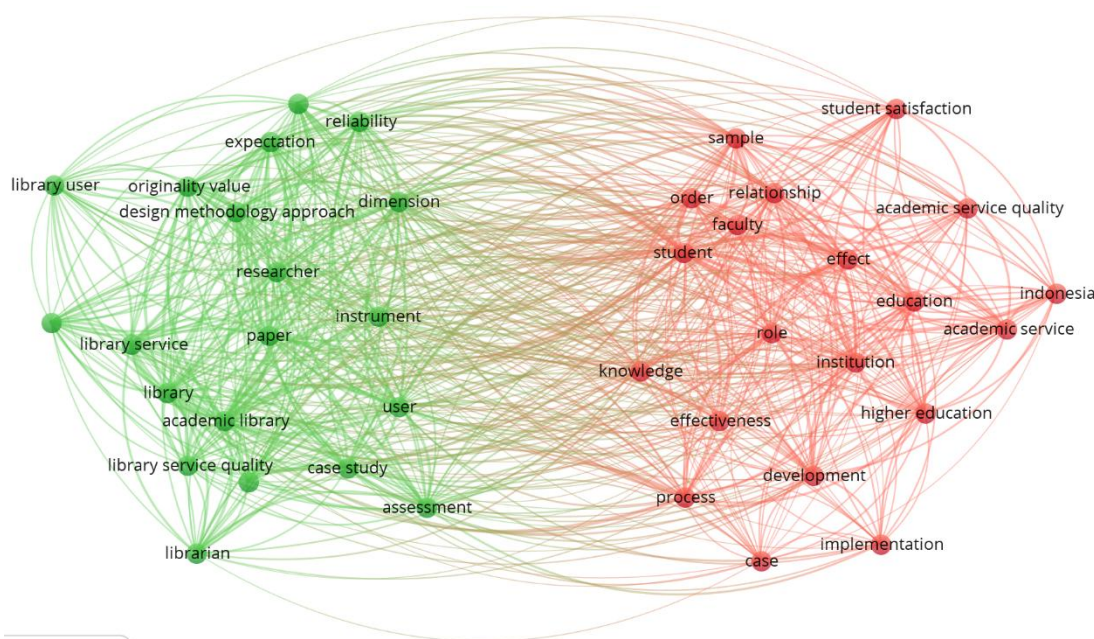 reliability
expectation
library user
originality value
design methodology approach
dimension
researcher
instrument
library service
paper
library
academic library
user
library service quality
case study
assessment
librarian
student satisfaction
sample
order
relationship
academic service quality
faculty
student
effect
education
indonesia
role
academic service
knowledge
institution
effectiveness
higher education
process
development
case
implementation